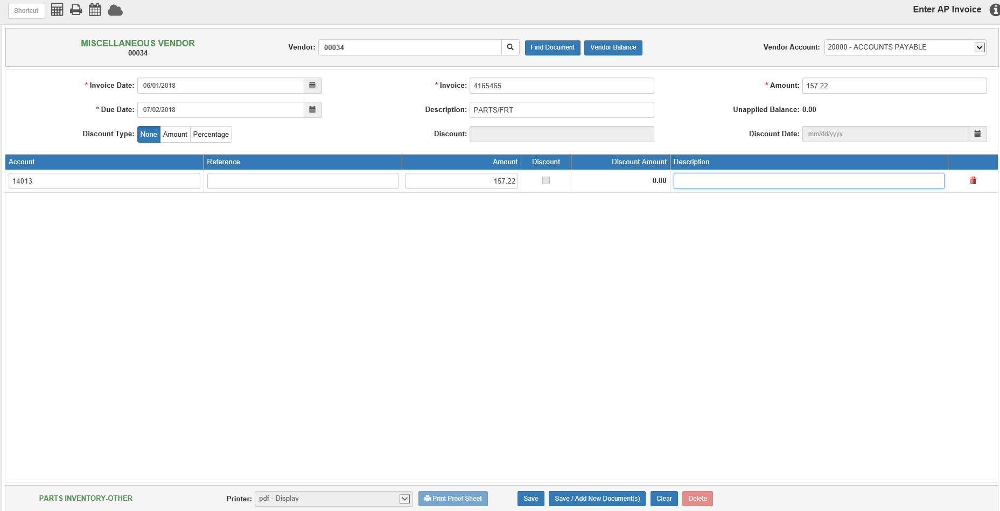 Shortcut Enter AP Invoice
MISCELLANEOUS VENDOR
00034
Vendor: 00034 Find Document Vendor Balance Vendor Account: 20000 - ACCOUNTS PAYABLE
* Invoice Date: 06/01/2018 * Invoice: 4165465 * Amount: 157.22
* Due Date: 07/02/2018 Description: PARTS/FRT Unapplied Balance: 0.00
Discount Type: None Amount Percentage Discount: Discount Date: mm/dd/yyyy
Account Reference Amount Discount Discount Amount Description
14013 157.22 0.00
PARTS INVENTORY-OTHER Printer: pdf - Display Print Proof Sheet Save Save / Add New Document(s) Clear Delete